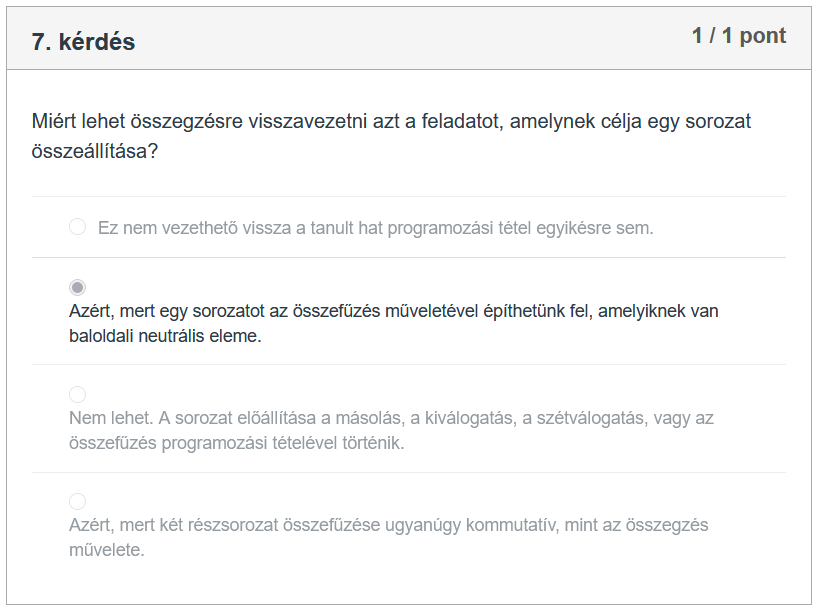 7. kérdés
1 / 1 pont
Miért lehet összegzésre visszavezetni azt a feladatot, amelynek célja egy sorozat
összeállítása?
Ez nem vezethető vissza a tanult hat programozási tétel egyikésre sem.
Azért, mert egy sorozatot az összefűzés műveletével építhetünk fel, amelyiknek van
baloldali neutrális eleme.
Nem lehet. A sorozat előállítása a másolás, a kiválogatás, a szétválogatás, vagy az
összefűzés programozási tételével történik.
Azért, mert két részsorozat összefűzése ugyanúgy kommutatív, mint az összegzés
művelete.